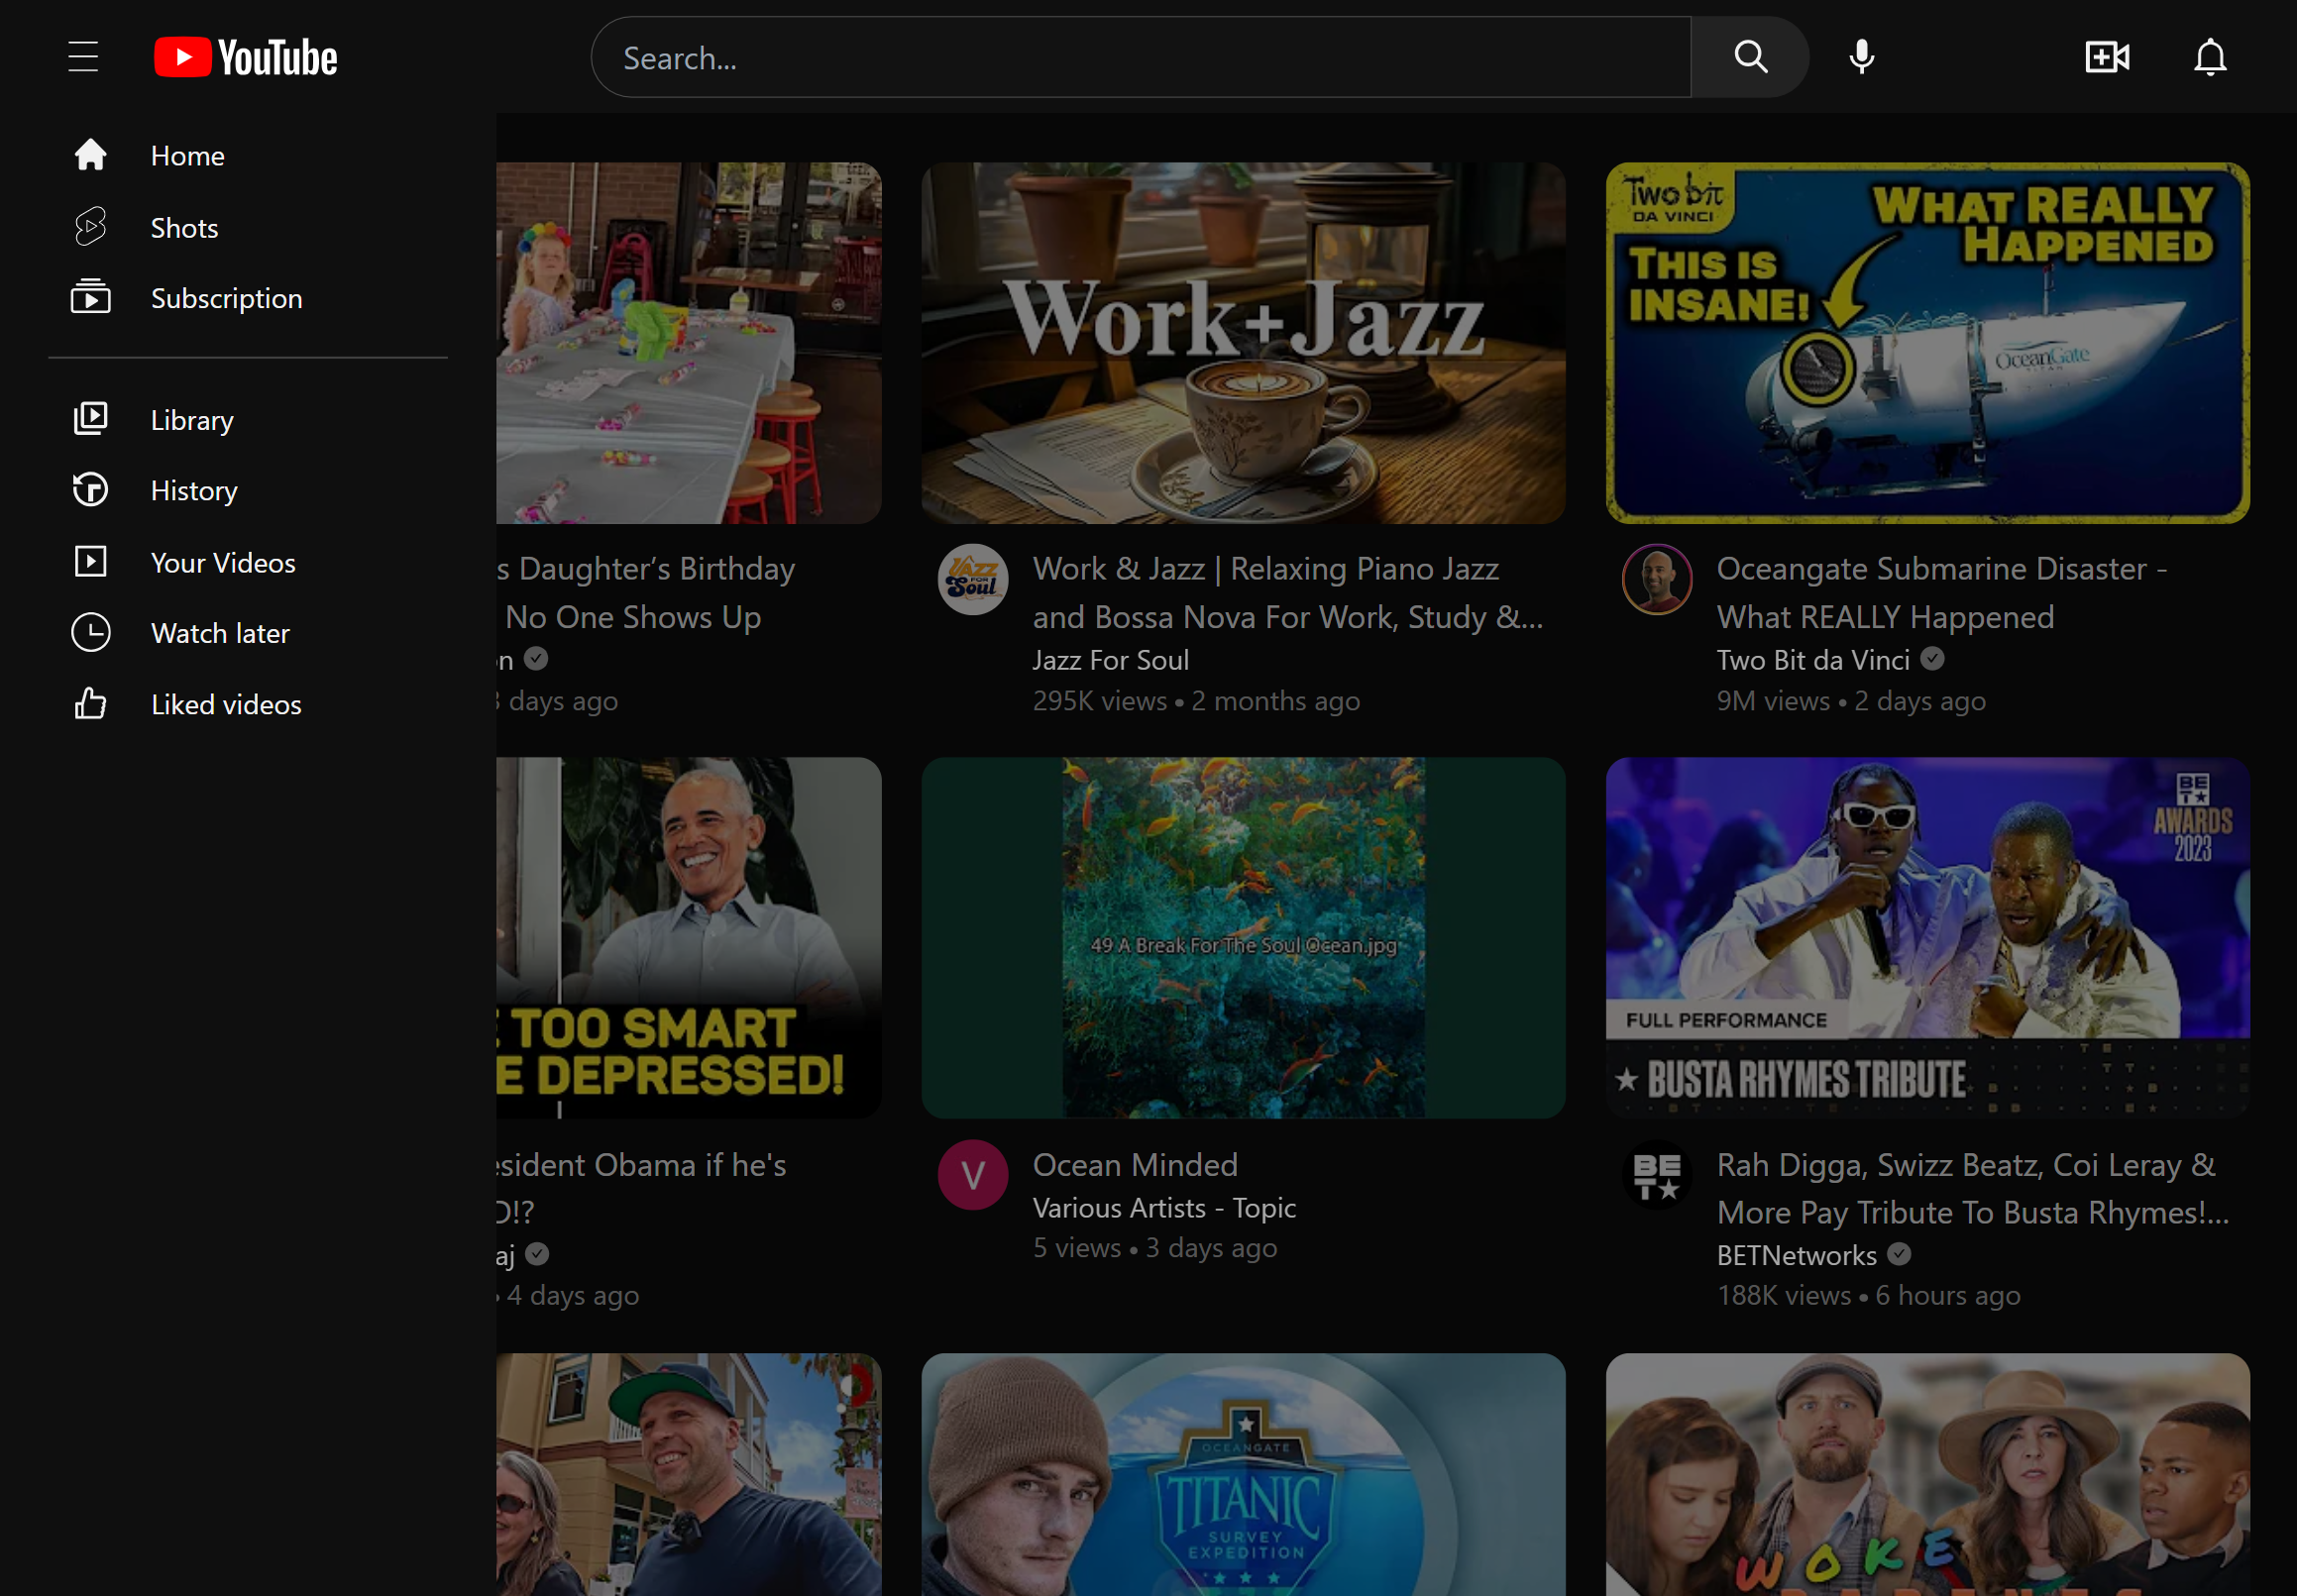 YouTube
Search...
Home
Shots
Subscription
Library
History
Your Videos
Watch later
Liked videos
Work+Jazz
Two bit
DA VINCI
WHAT REALLY
HAPPENED
THIS IS
INSANE!
OceanGate
s Daughter’s Birthday
No One Shows Up
n
days ago
JAZZ
FOR
Soul
Work & Jazz | Relaxing Piano Jazz
and Bossa Nova For Work, Study &...
Jazz For Soul
295K views • 2 months ago
Oceangate Submarine Disaster -
What REALLY Happened
Two Bit da Vinci
9M views • 2 days ago
TOO SMART
E DEPRESSED!
49 A Break For The Soul Ocean.jpg
BET
AWARDS
2023
FULL PERFORMANCE
BUSTA RHYMES TRIBUTE
esident Obama if he's
D!?
aj
• 4 days ago
V
Ocean Minded
Various Artists - Topic
5 views • 3 days ago
BET
Rah Digga, Swizz Beatz, Coi Leray &
More Pay Tribute To Busta Rhymes!...
BETNetworks
188K views • 6 hours ago
OCEANGATE
TITANIC
SURVEY
EXPEDITION
WOKE